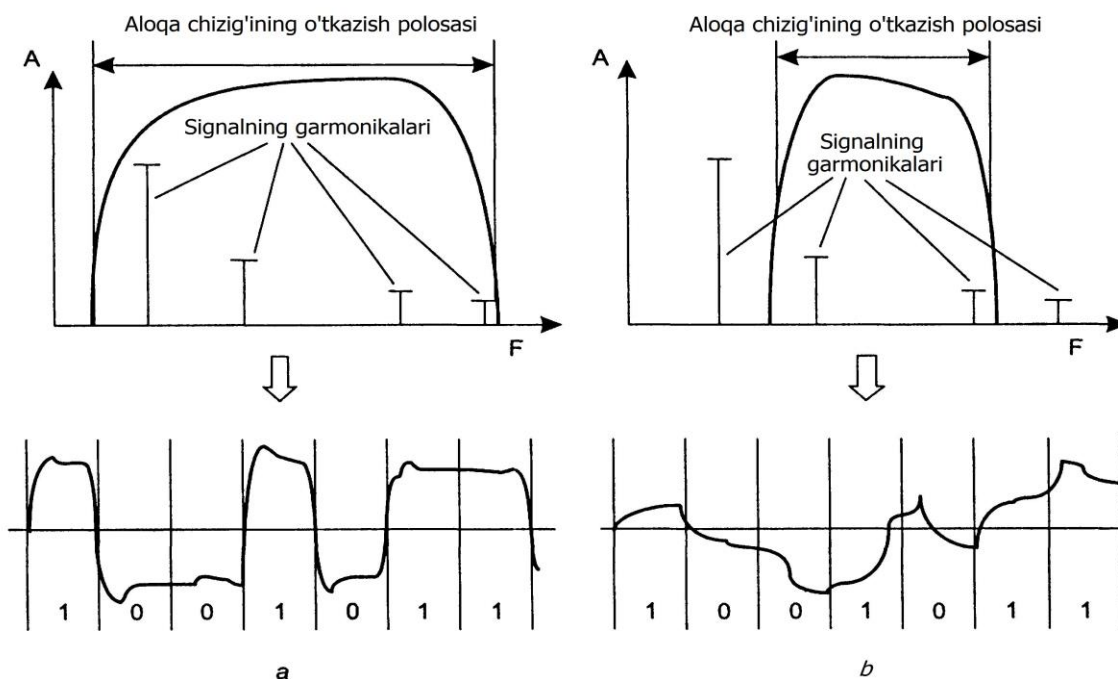 Aloqa chizig'ining o'tkazish polosasi
A
Signalning garmonikalari
F
1 0 0 1 0 1 1
a
Aloqa chizig'ining o'tkazish polosasi
A
Signalning
garmonikalari
F
1 0 0 1 0 1 1
b